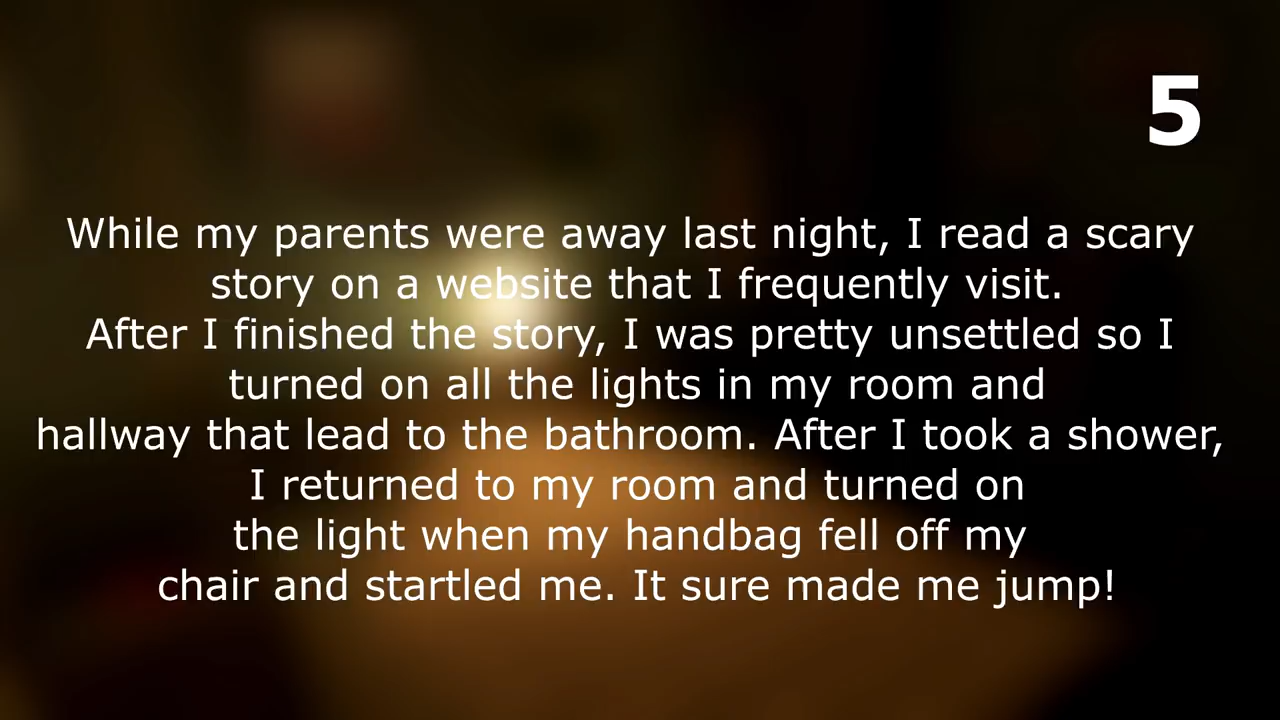 5
While my parents were away last night, I read a scary
story on a website that I frequently visit.
After I finished the story, I was pretty unsettled so I
turned on all the lights in my room and
hallway that lead to the bathroom. After I took a shower,
I returned to my room and turned on
the light when my handbag fell off my
chair and startled me. It sure made me jump!